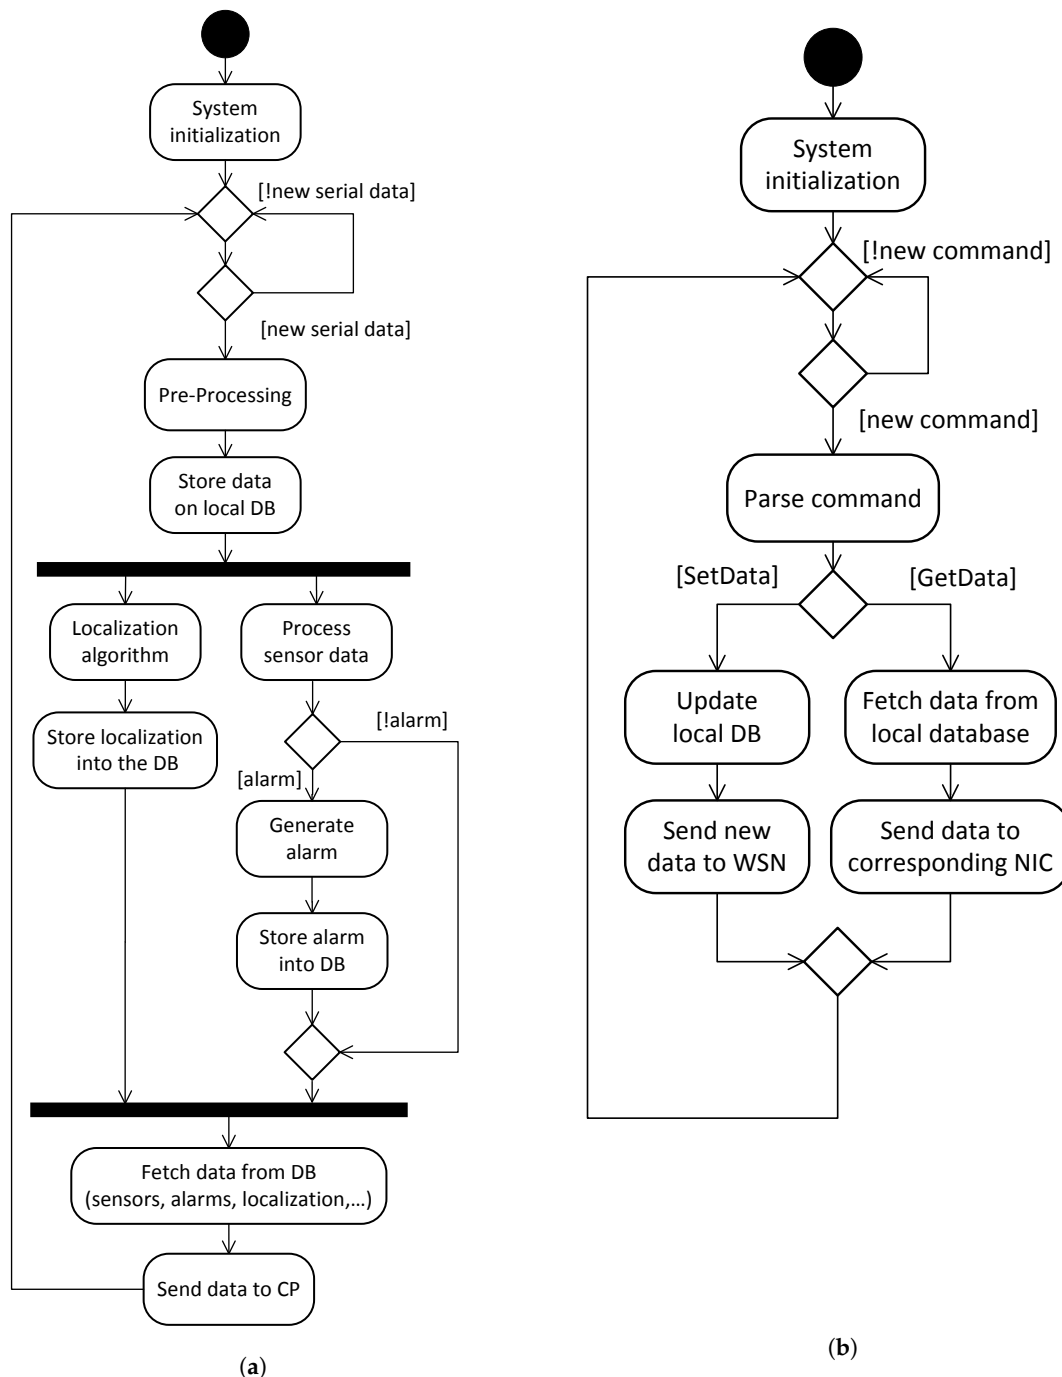 System
initialization
[!new serial data]
[new serial data]
Pre-Processing
Store data
on local DB
Localization
algorithm
Process
sensor data
Store localization
into the DB
[!alarm]
[alarm]
Generate
alarm
Store alarm
into DB
Fetch data from DB
(sensors, alarms, localization,...)
Send data to CP
(a)
System
initialization
[!new command]
[new command]
Parse command
[SetData]
[GetData]
Update
local DB
Fetch data from
local database
Send new
data to WSN
Send data to
corresponding NIC
(b)